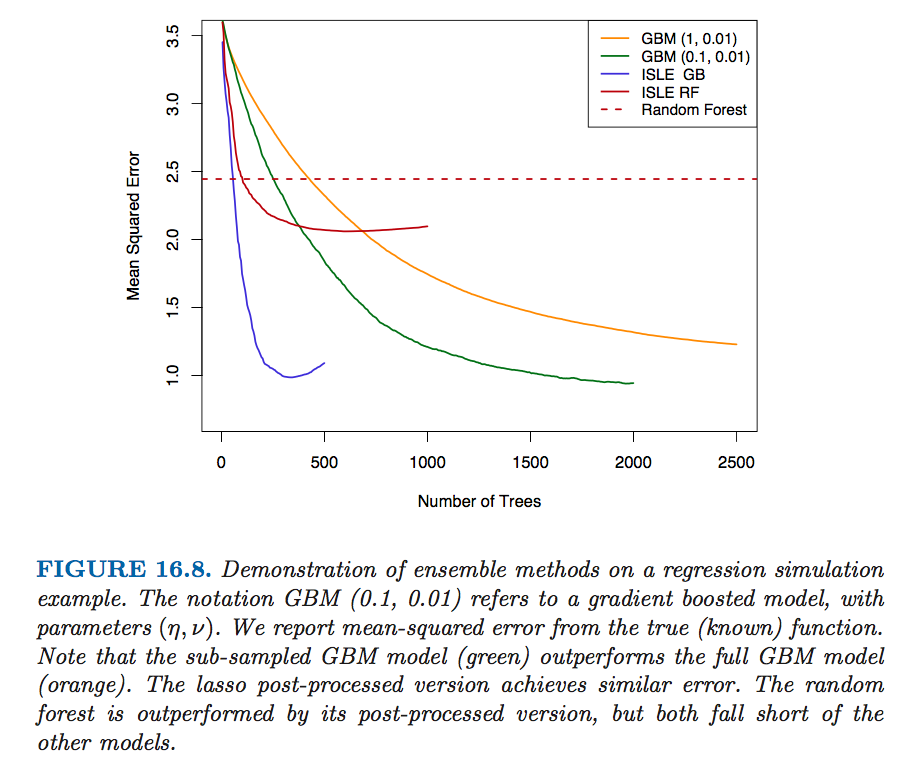 3.5
3.0
2.5
2.0
1.5
1.0
Mean Squared Error
GBM (1, 0.01)
GBM (0.1, 0.01)
ISLE GB
ISLE RF
Random Forest
0 500 1000 1500 2000 2500
Number of Trees
FIGURE 16.8. Demonstration of ensemble methods on a regression simulation
example. The notation GBM (0.1, 0.01) refers to a gradient boosted model, with
parameters (η, ν). We report mean-squared error from the true (known) function.
Note that the sub-sampled GBM model (green) outperforms the full GBM model
(orange). The lasso post-processed version achieves similar error. The random
forest is outperformed by its post-processed version, but both fall short of the
other models.